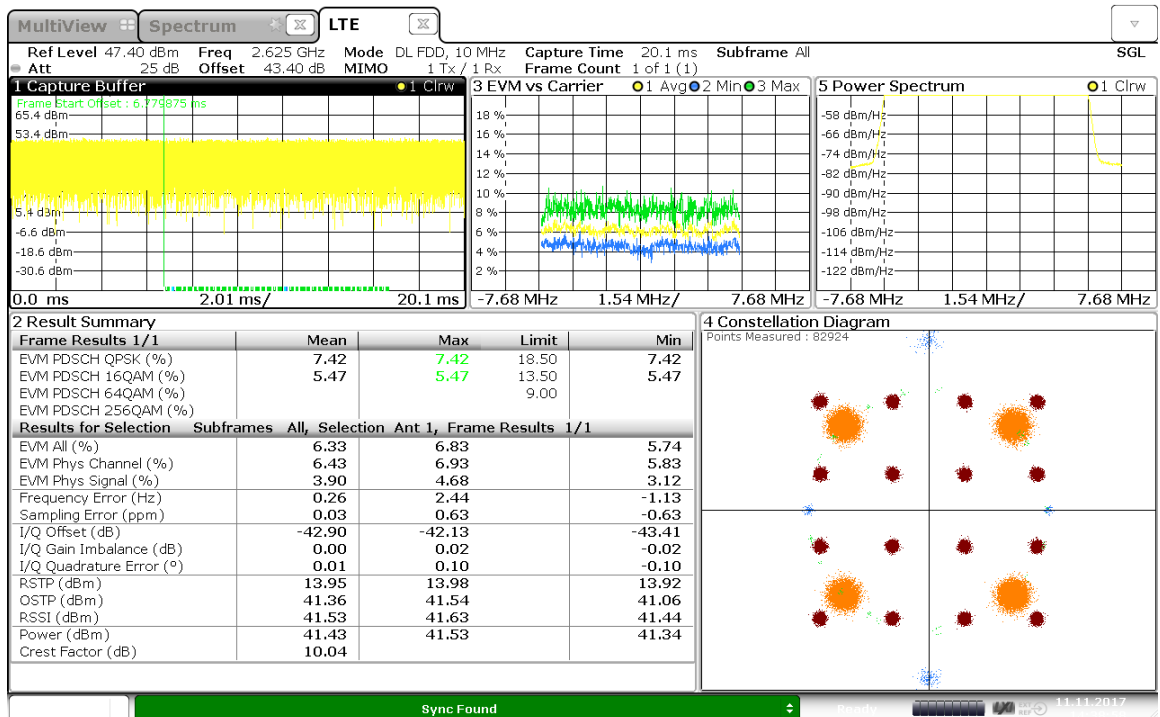 MultiView Spectrum LTE
Ref Level 47.40 dBm Freq 2.625 GHz Mode DL FDD, 10 MHz Capture Time 20.1 ms Subframe All SGL
Att 25 dB Offset 43.40 dB MIMO 1 Tx / 1 Rx Frame Count 1 of 1 (1)
1 Capture Buffer 1 Clrw
Frame Start Offset : 6.779875 ms
65.4 dBm
53.4 dBm
5.4 dBm
-6.6 dBm
-18.6 dBm
-30.6 dBm
0.0 ms 2.01 ms/ 20.1 ms
3 EVM vs Carrier 1 Avg 2 Min 3 Max
18 %
16 %
14 %
12 %
10 %
8 %
6 %
4 %
2 %
-7.68 MHz 1.54 MHz/ 7.68 MHz
5 Power Spectrum 1 Clrw
-58 dBm/Hz
-66 dBm/Hz
-74 dBm/Hz
-82 dBm/Hz
-90 dBm/Hz
-98 dBm/Hz
-106 dBm/Hz
-114 dBm/Hz
-122 dBm/Hz
-7.68 MHz 1.54 MHz/ 7.68 MHz
2 Result Summary
Frame Results 1/1 Mean Max Limit Min
EVM PDSCH QPSK (%) 7.42 7.42 18.50 7.42
EVM PDSCH 16QAM (%) 5.47 5.47 13.50 5.47
EVM PDSCH 64QAM (%) 9.00
EVM PDSCH 256QAM (%)
Results for Selection Subframes All, Selection Ant 1, Frame Results 1/1
EVM All (%) 6.33 6.83 5.74
EVM Phys Channel (%) 6.43 6.93 5.83
EVM Phys Signal (%) 3.90 4.68 3.12
Frequency Error (Hz) 0.26 2.44 -1.13
Sampling Error (ppm) 0.03 0.63 -0.63
I/Q Offset (dB) -42.90 -42.13 -43.41
I/Q Gain Imbalance (dB) 0.00 0.02 -0.02
I/Q Quadrature Error (º) 0.01 0.10 -0.10
RSTP (dBm) 13.95 13.98 13.92
OSTP (dBm) 41.36 41.54 41.06
RSSI (dBm) 41.53 41.63 41.44
Power (dBm) 41.43 41.53 41.34
Crest Factor (dB) 10.04
4 Constellation Diagram
Points Measured : 82924
Sync Found Ready LXI EXT REF 11.11.2017